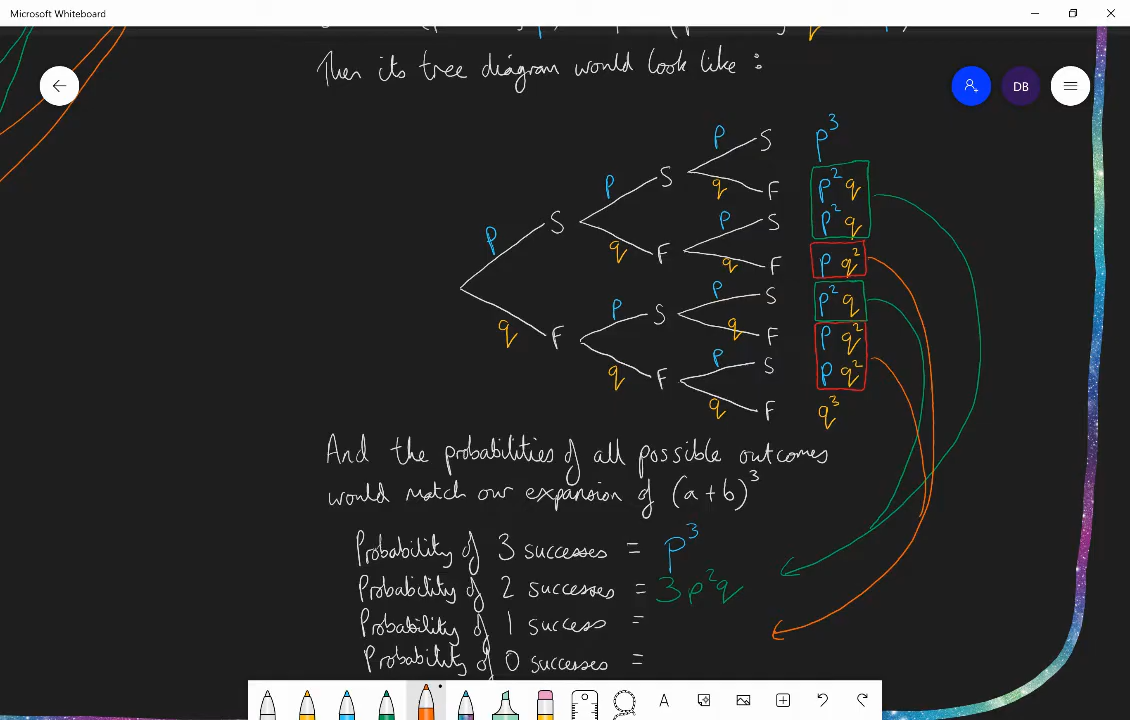 Microsoft Whiteboard
Then its tree diagram would look like :
DB
p S p³
p S q F p²q
p S q F p S p²q
q F pq²
q F p S p S p²q
q F pq²
q F p S pq²
q F q³
And the probabilities of all possible outcomes
would match our expansion of (a + b)³
Probability of 3 successes = p³
Probability of 2 successes = 3p²q
Probability of 1 success =
Probability of 0 successes =
A